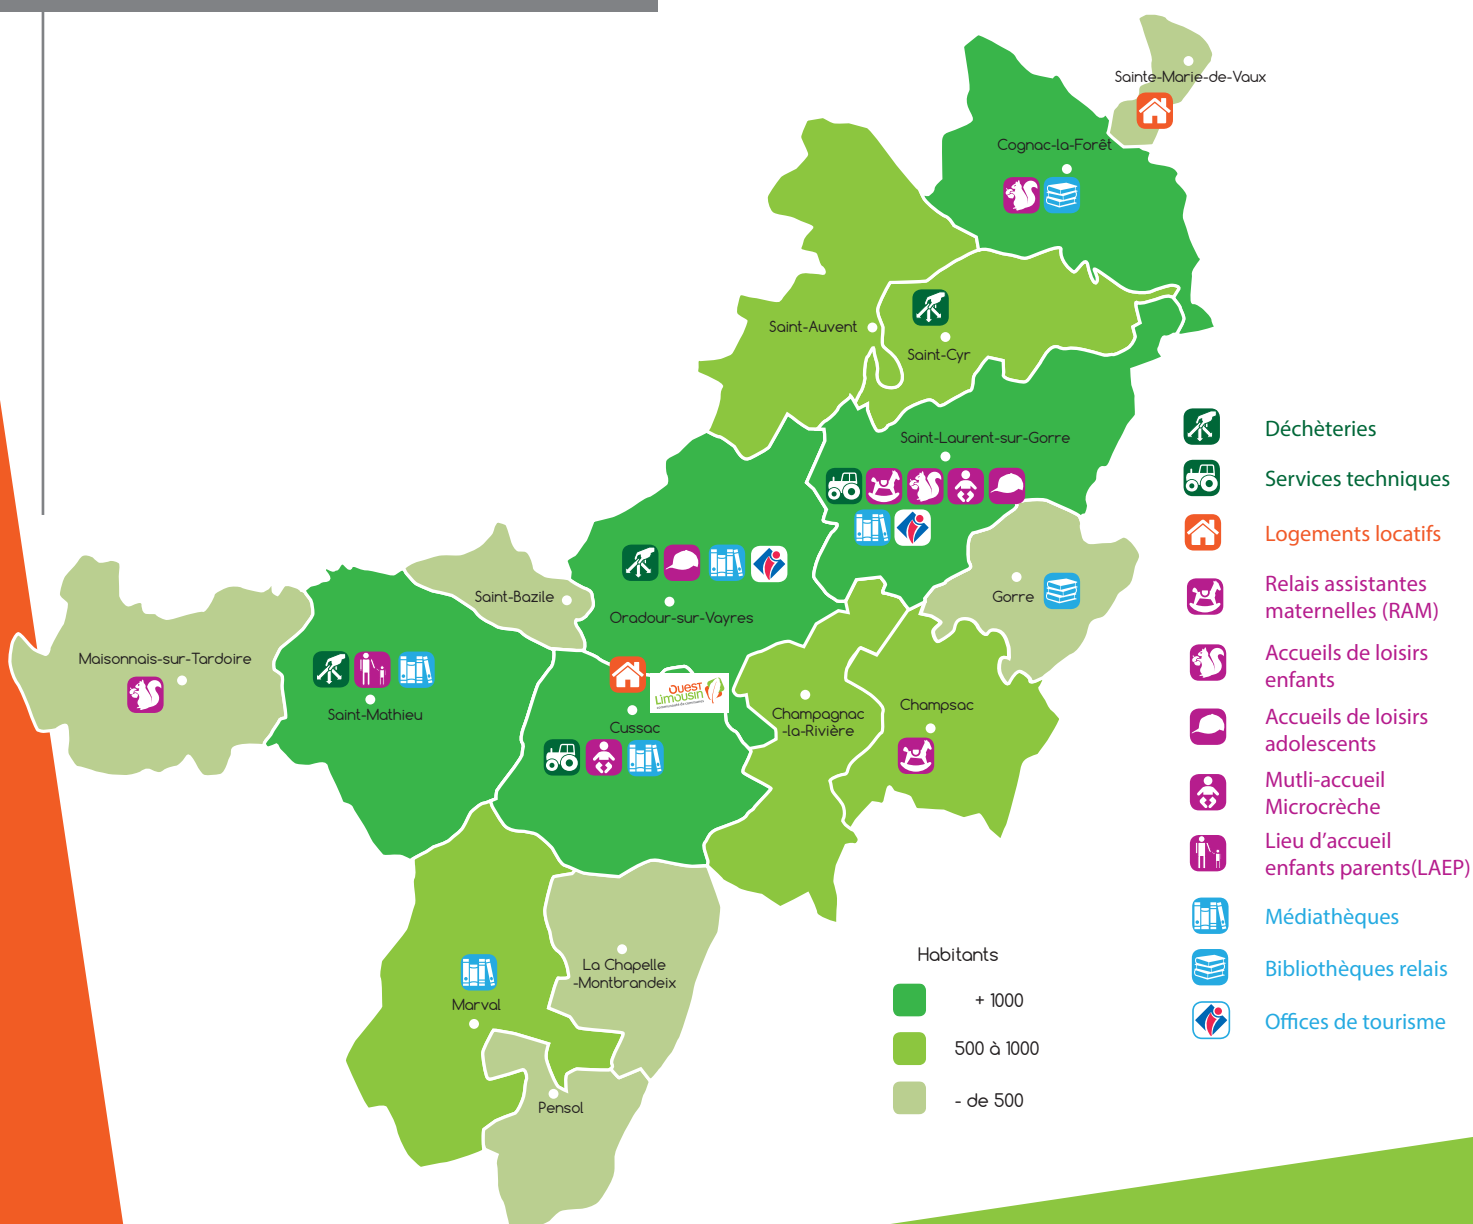 Sainte-Marie-de-Vaux
Cognac-la-Forêt
Saint-Auvent
Saint-Cyr
Saint-Laurent-sur-Gorre
Gorre
Saint-Bazile
Oradour-sur-Vayres
Maisonnais-sur-Tardoire
Saint-Mathieu
Ouest
Limousin
Cussac
Champagnac
-la-Rivière
Champsac
La Chapelle
-Montbrandeix
Marval
Pensol
Habitants
+ 1000
500 à 1000
- de 500
Déchèteries
Services techniques
Logements locatifs
Relais assistantes
maternelles (RAM)
Accueils de loisirs
enfants
Accueils de loisirs
adolescents
Mutli-accueil
Microcrèche
Lieu d'accueil
enfants parents(LAEP)
Médiathèques
Bibliothèques relais
Offices de tourisme